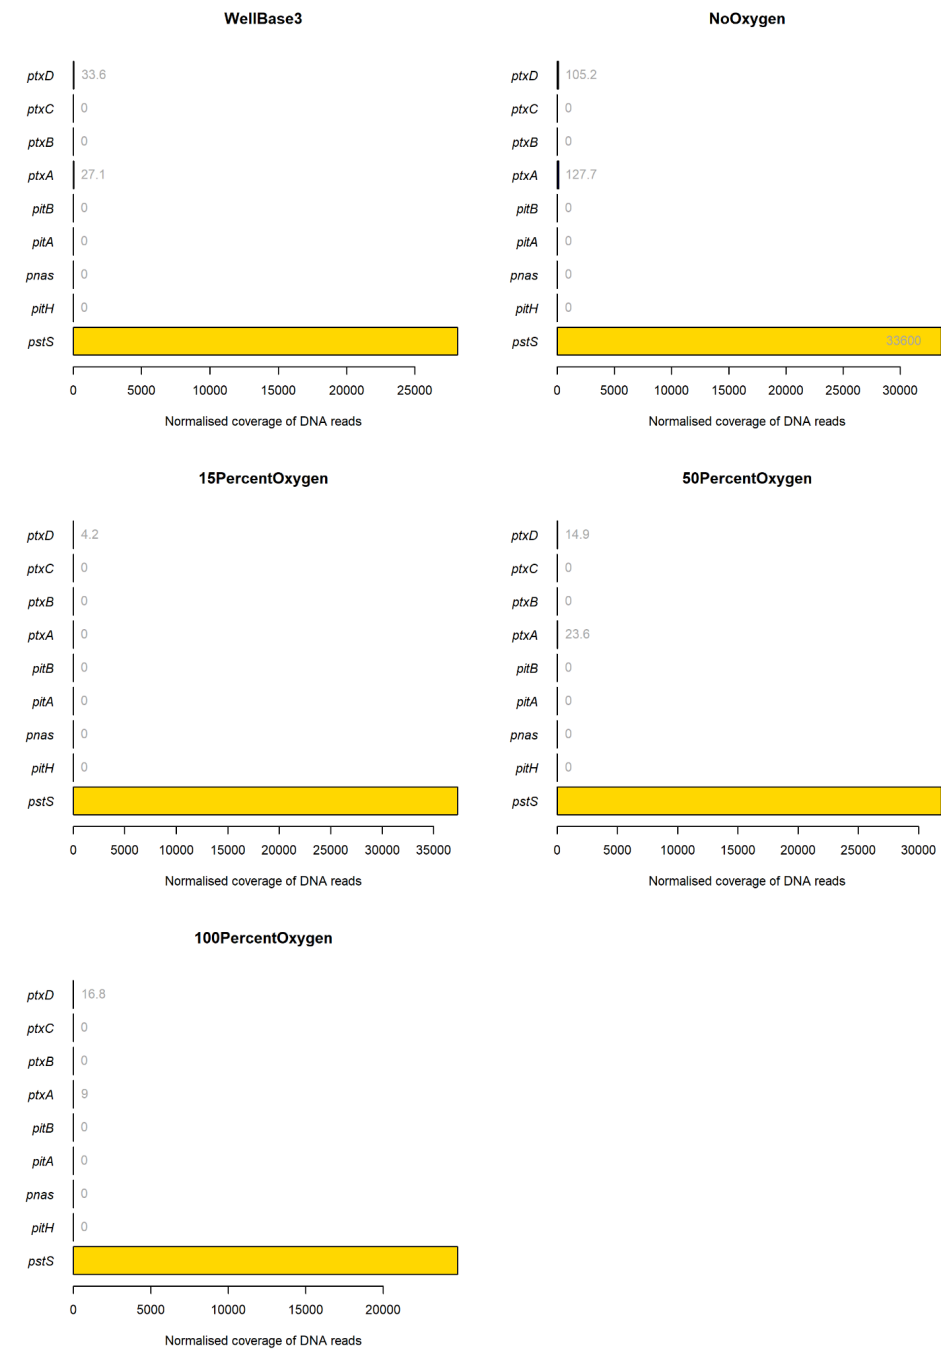 WellBase3
ptxD 33.6
ptxC 0
ptxB 0
ptxA 27.1
pitB 0
pitA 0
pnas 0
pitH 0
pstS
0 5000 10000 15000 20000 25000
Normalised coverage of DNA reads
NoOxygen
ptxD 105.2
ptxC 0
ptxB 0
ptxA 127.7
pitB 0
pitA 0
pnas 0
pitH 0
pstS 33600
0 5000 10000 15000 20000 25000 30000
Normalised coverage of DNA reads
15PercentOxygen
ptxD 4.2
ptxC 0
ptxB 0
ptxA 0
pitB 0
pitA 0
pnas 0
pitH 0
pstS
0 5000 10000 15000 20000 25000 30000 35000
Normalised coverage of DNA reads
50PercentOxygen
ptxD 14.9
ptxC 0
ptxB 0
ptxA 23.6
pitB 0
pitA 0
pnas 0
pitH 0
pstS
0 5000 10000 15000 20000 25000 30000
Normalised coverage of DNA reads
100PercentOxygen
ptxD 16.8
ptxC 0
ptxB 0
ptxA 9
pitB 0
pitA 0
pnas 0
pitH 0
pstS
0 5000 10000 15000 20000
Normalised coverage of DNA reads